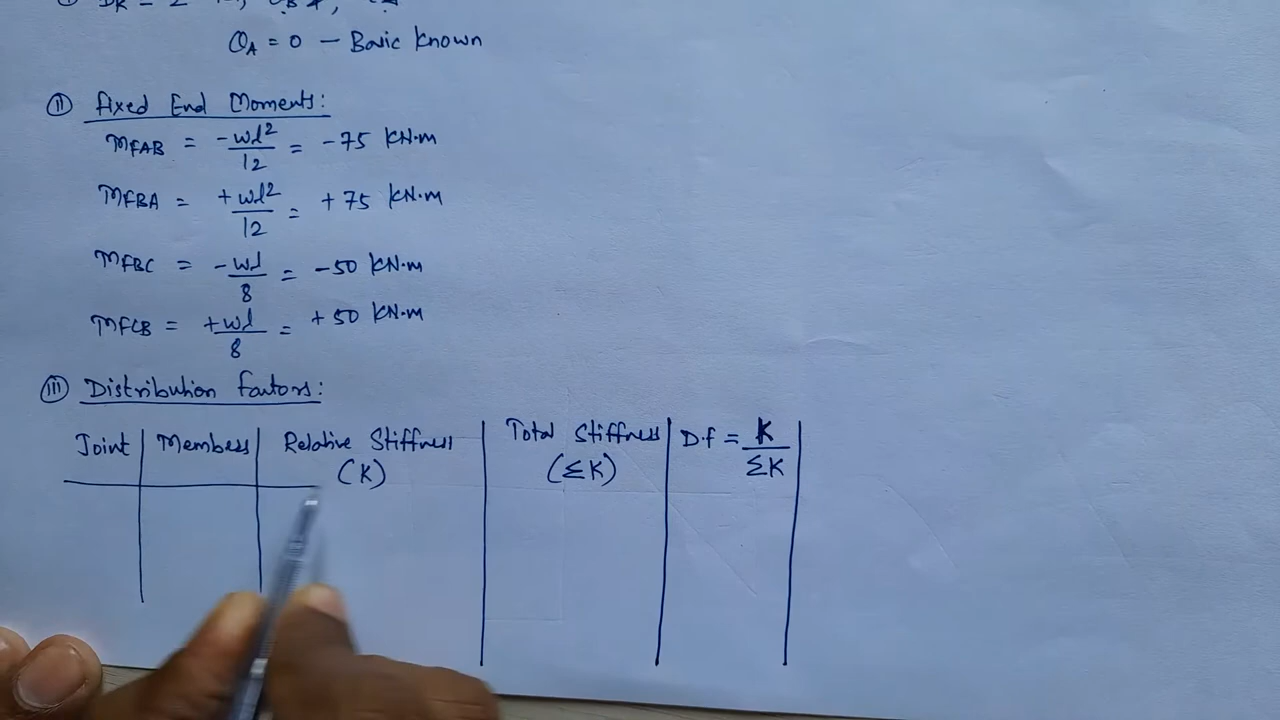 θA = 0 — Basic Known
II Fixed End Moments:
MFAB = -wl²/12 = -75 KN.m
MFBA = +wl²/12 = +75 KN.m
MFBC = -wl/8 = -50 KN.m
MFCB = +wl/8 = +50 KN.m
III Distribution Factors:
Joint Members Relative Stiffness (K) Total Stiffness (ΣK) D.f = K/ΣK